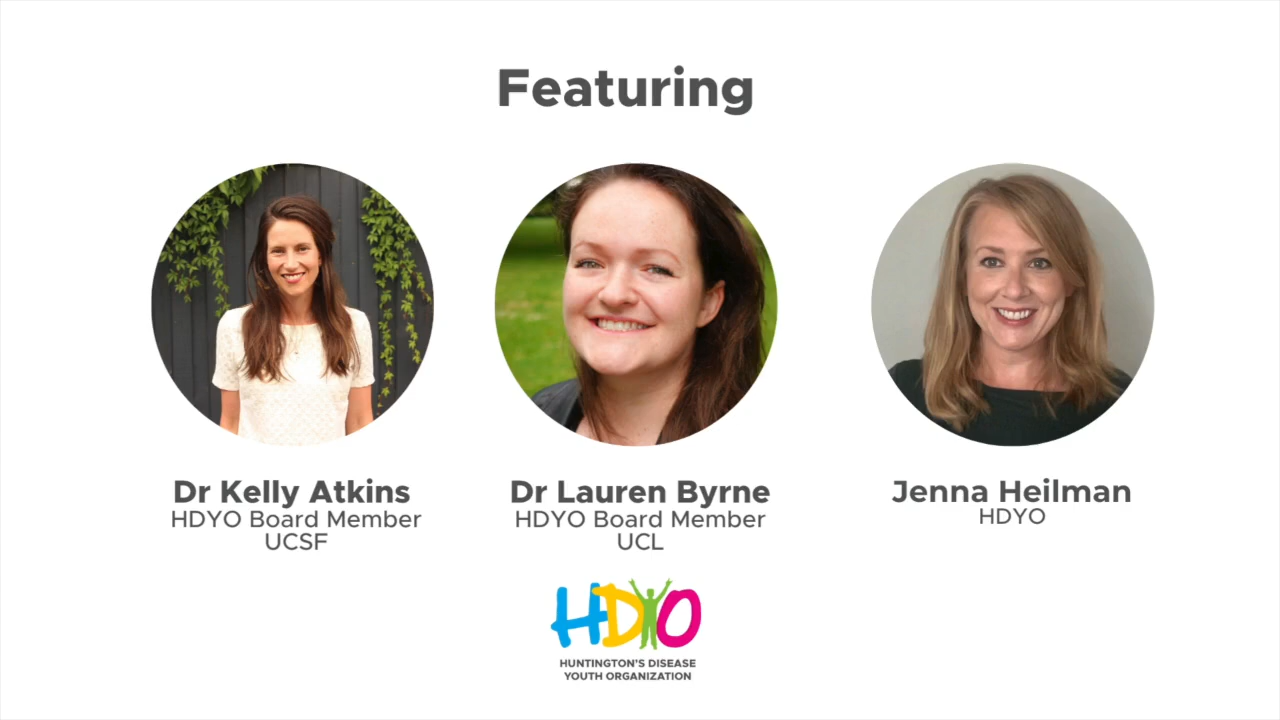 Featuring
Dr Kelly Atkins
HDYO Board Member
UCSF
Dr Lauren Byrne
HDYO Board Member
UCL
Jenna Heilman
HDYO
HDYO
HUNTINGTON'S DISEASE
YOUTH ORGANIZATION